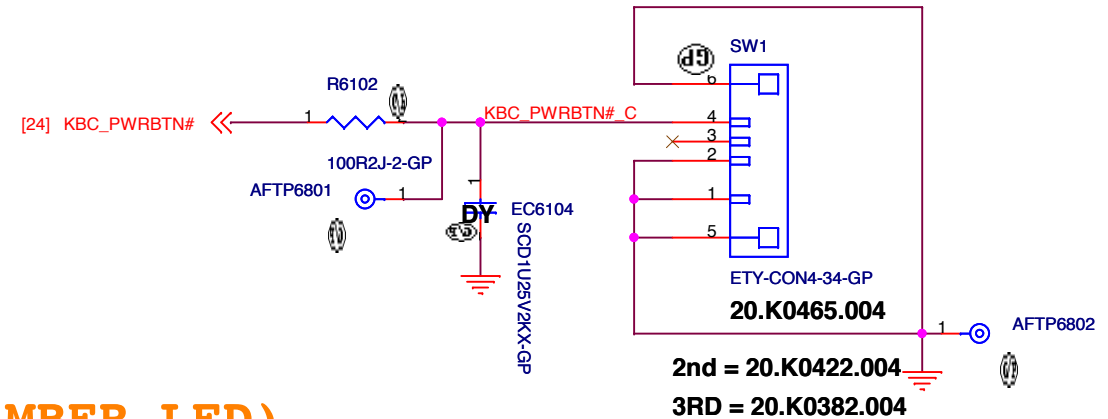 SW1
GP
6
R6102
[24] KBC_PWRBTN#
1
KBC_PWRBTN#_C
4
3
2
100R2J-2-GP
AFTP6801
1
1
1
DY
EC6104
SCD1U25V2KX-GP
5
ETY-CON4-34-GP
20.K0465.004
1
AFTP6802
2nd = 20.K0422.004
3RD = 20.K0382.004